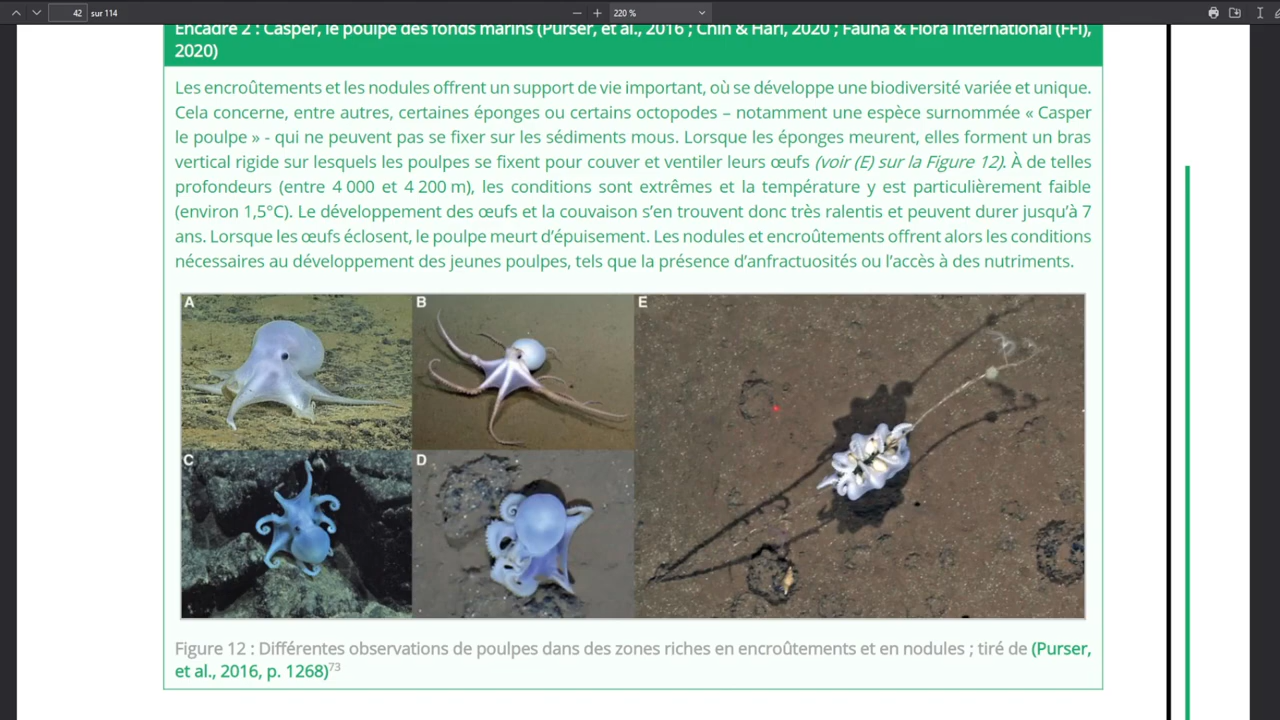 42 sur 114
220 %
Encadré 2 : Casper, le poulpe des fonds marins (Purser, et al., 2016 ; Chin & Hari, 2020 ; Fauna & Flora International (FFI),
2020)
Les encroûtements et les nodules offrent un support de vie important, où se développe une biodiversité variée et unique.
Cela concerne, entre autres, certaines éponges ou certains octopodes – notamment une espèce surnommée « Casper
le poulpe » - qui ne peuvent pas se fixer sur les sédiments mous. Lorsque les éponges meurent, elles forment un bras
vertical rigide sur lesquels les poulpes se fixent pour couver et ventiler leurs œufs (voir (E) sur la Figure 12). À de telles
profondeurs (entre 4 000 et 4 200 m), les conditions sont extrêmes et la température y est particulièrement faible
(environ 1,5°C). Le développement des œufs et la couvaison s’en trouvent donc très ralentis et peuvent durer jusqu’à 7
ans. Lorsque les œufs éclosent, le poulpe meurt d’épuisement. Les nodules et encroûtements offrent alors les conditions
nécessaires au développement des jeunes poulpes, tels que la présence d’anfractuosités ou l’accès à des nutriments.
A
B
E
C
D
Figure 12 : Différentes observations de poulpes dans des zones riches en encroûtements et en nodules ; tiré de (Purser,
et al., 2016, p. 1268)73